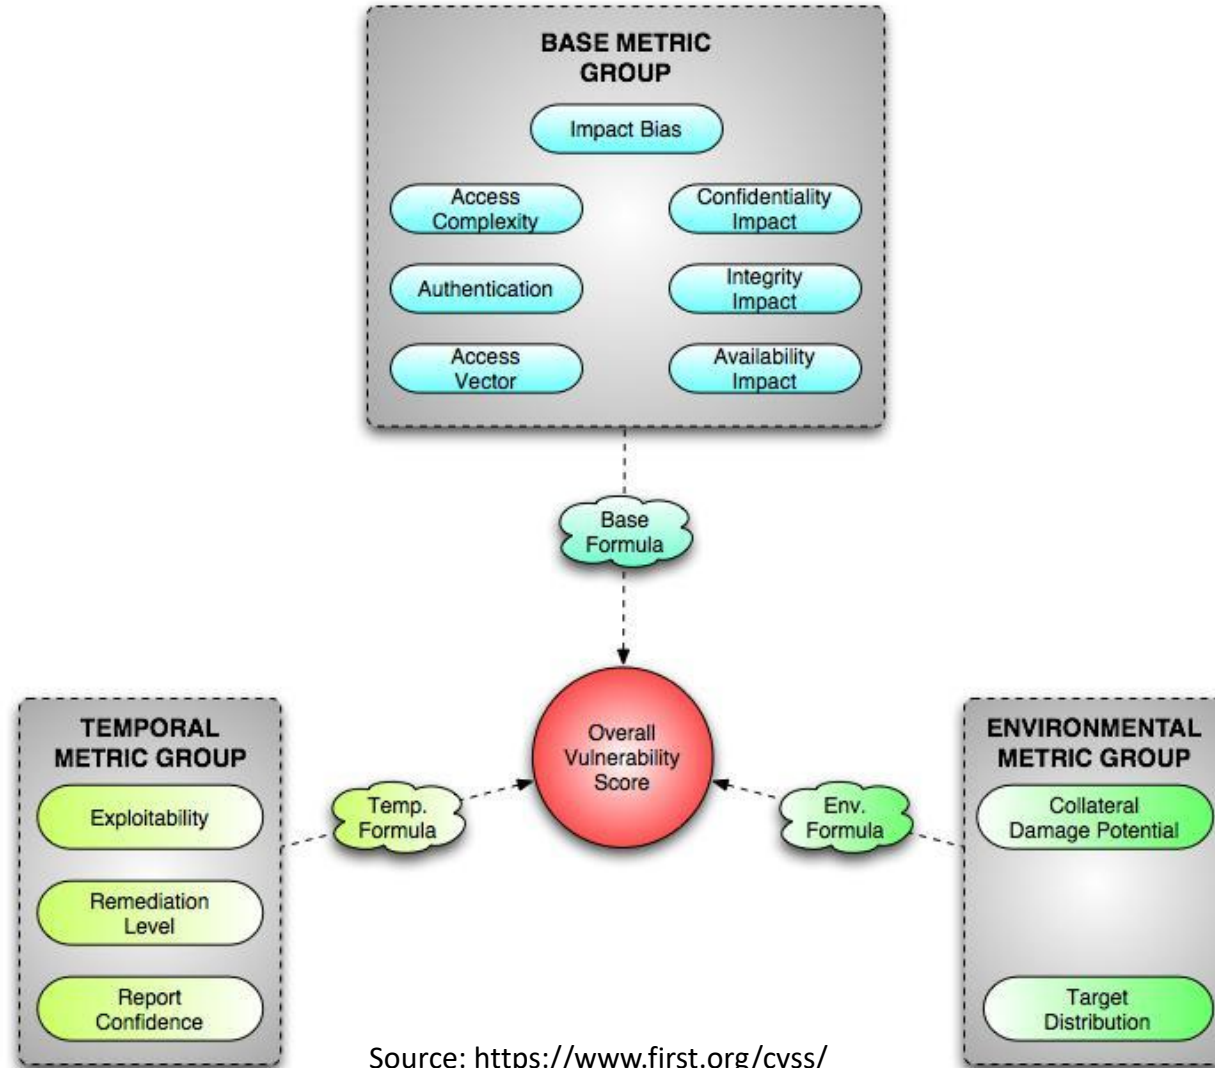 BASE METRIC
GROUP
Impact Bias
Access
Complexity
Confidentiality
Impact
Authentication
Integrity
Impact
Access
Vector
Availability
Impact
Base
Formula
Overall
Vulnerability
Score
TEMPORAL
METRIC GROUP
Exploitability
Remediation
Level
Report
Confidence
Temp.
Formula
Env.
Formula
ENVIRONMENTAL
METRIC GROUP
Collateral
Damage Potential
Target
Distribution
Source: https://www.first.org/cvss/